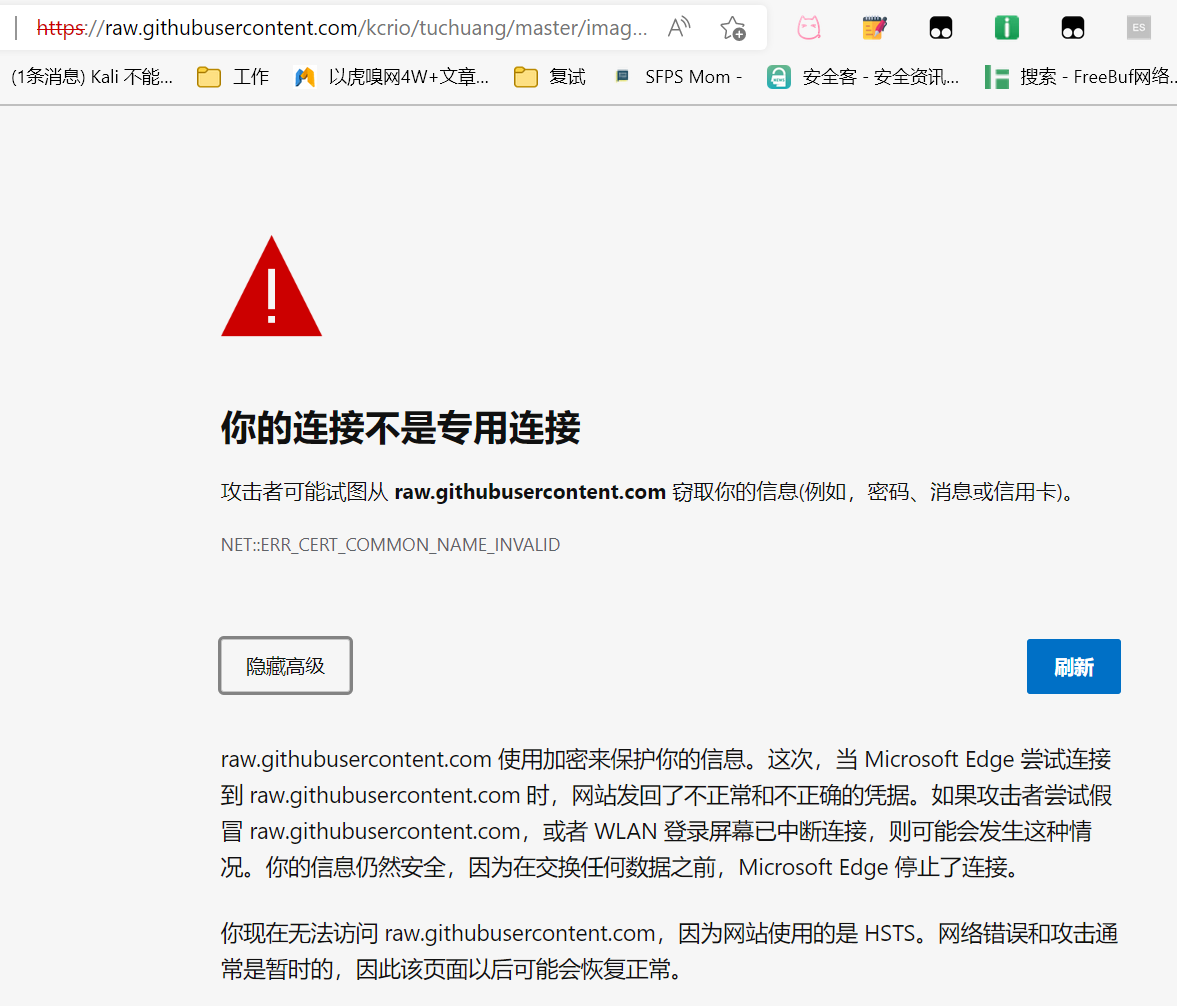 https://raw.githubusercontent.com/kcrio/tuchuang/master/imag...
ES
(1条消息) Kali 不能...
工作
以虎嗅网4W+文章...
复试
SFPS Mom -
安全客 - 安全资讯...
搜索 - FreeBuf网络...
你的连接不是专用连接
攻击者可能试图从 raw.githubusercontent.com 窃取你的信息(例如，密码、消息或信用卡)。
NET::ERR_CERT_COMMON_NAME_INVALID
隐藏高级
刷新
raw.githubusercontent.com 使用加密来保护你的信息。这次，当 Microsoft Edge 尝试连接
到 raw.githubusercontent.com 时，网站发回了不正常和不正确的凭据。如果攻击者尝试假
冒 raw.githubusercontent.com，或者 WLAN 登录屏幕已中断连接，则可能会发生这种情
况。你的信息仍然安全，因为在交换任何数据之前，Microsoft Edge 停止了连接。
你现在无法访问 raw.githubusercontent.com，因为网站使用的是 HSTS。网络错误和攻击通
常是暂时的，因此该页面以后可能会恢复正常。